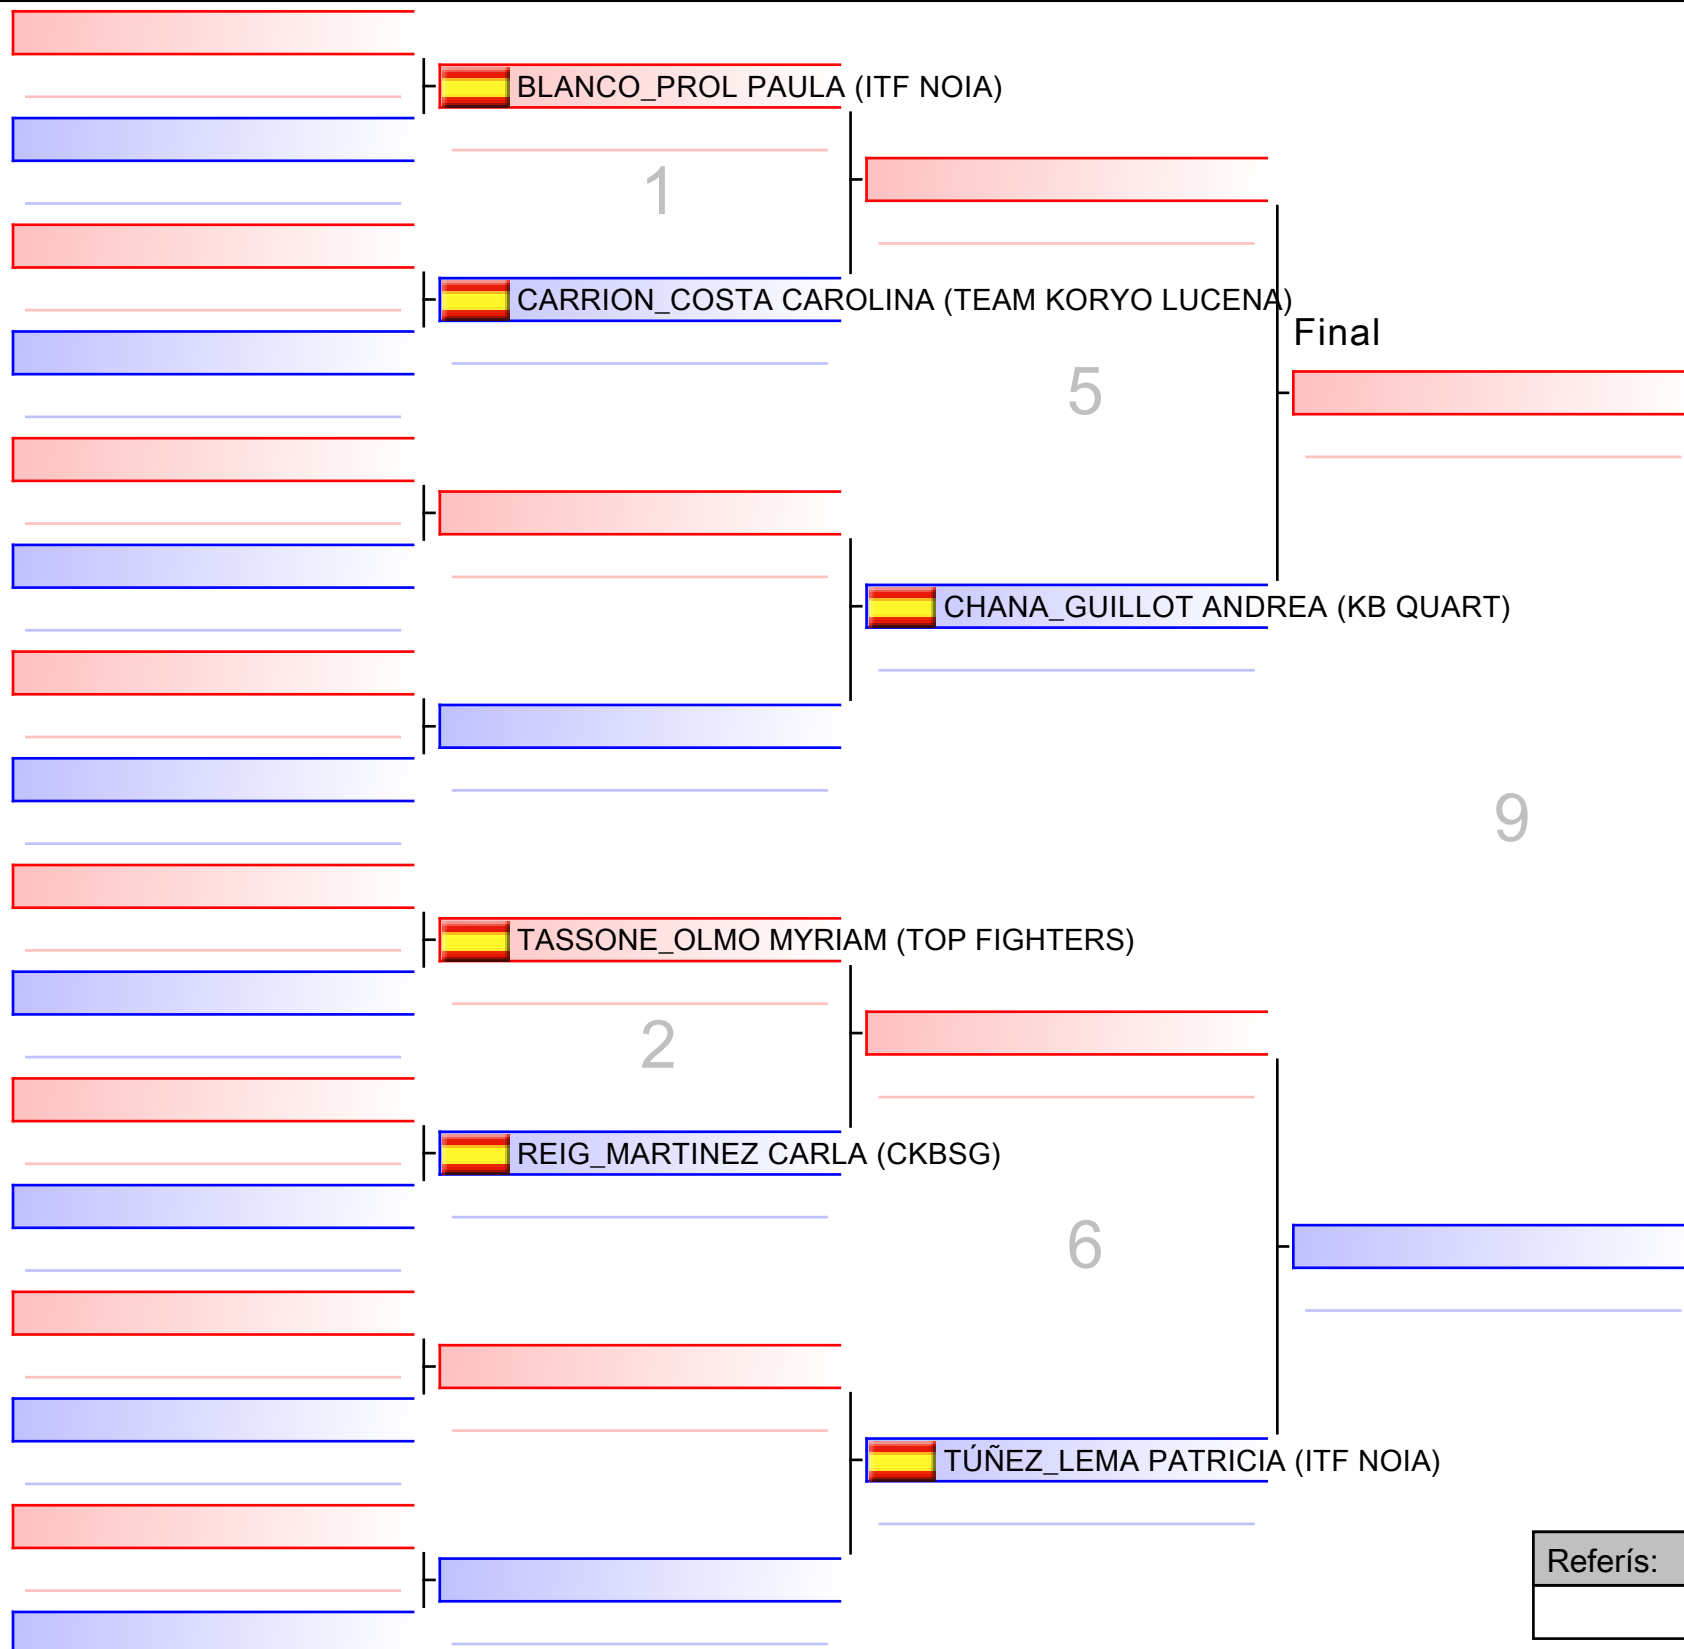 BLANCO_PROL PAULA (ITF NOIA)
1
CARRION_COSTA CAROLINA (TEAM KORYO LUCENA)
Final
5
CHANA_GUILLOT ANDREA (KB QUART)
9
TASSONE_OLMO MYRIAM (TOP FIGHTERS)
2
REIG_MARTINEZ CARLA (CKBSG)
6
TÚÑEZ_LEMA PATRICIA (ITF NOIA)
Referís: